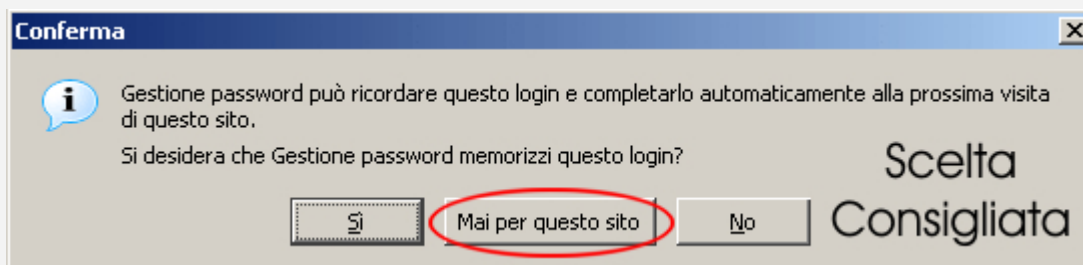 Conferma
Gestione password può ricordare questo login e completarlo automaticamente alla prossima visita
di questo sito.
Si desidera che Gestione password memorizzi questo login?
Sì
Mai per questo sito
No
Scelta
Consigliata